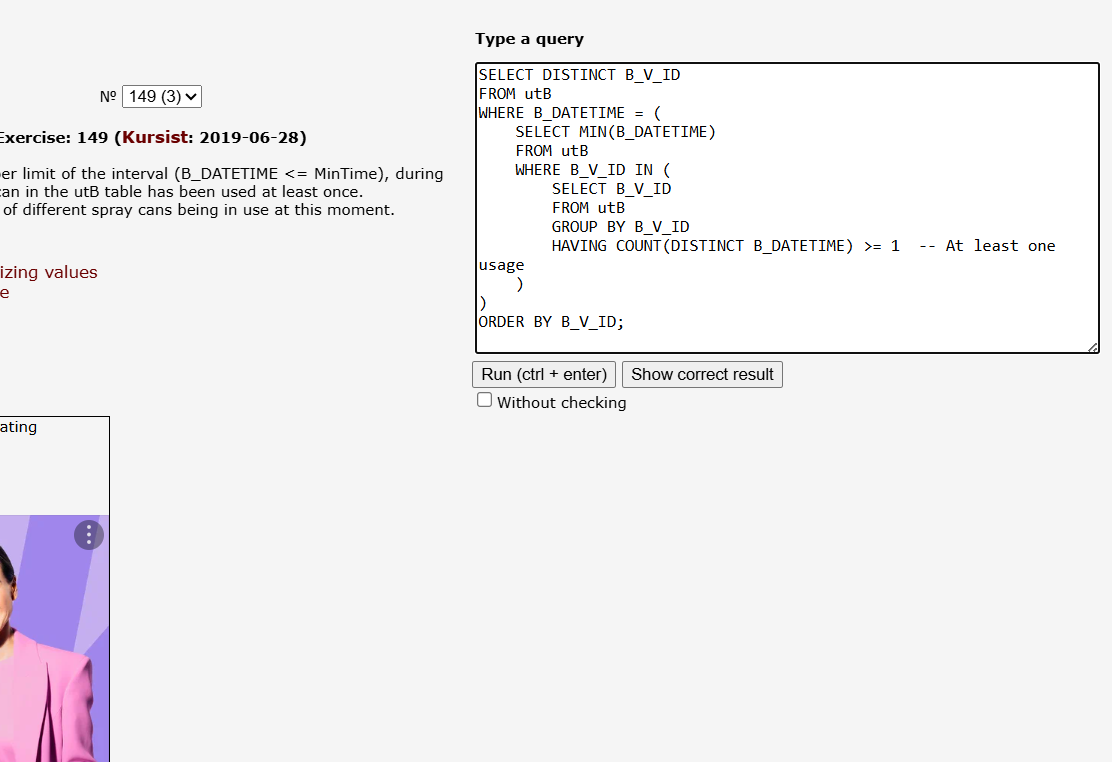 Type a query
№ 149 (3)
Exercise: 149 (Kursist: 2019-06-28)
er limit of the interval (B_DATETIME <= MinTime), during
an in the utB table has been used at least once.
of different spray cans being in use at this moment.
izing values
e
SELECT DISTINCT B_V_ID
FROM utB
WHERE B_DATETIME = (
    SELECT MIN(B_DATETIME)
    FROM utB
    WHERE B_V_ID IN (
        SELECT B_V_ID
        FROM utB
        GROUP BY B_V_ID
        HAVING COUNT(DISTINCT B_DATETIME) >= 1  -- At least one
usage
    )
)
ORDER BY B_V_ID;
Run (ctrl + enter) Show correct result
Without checking
ating